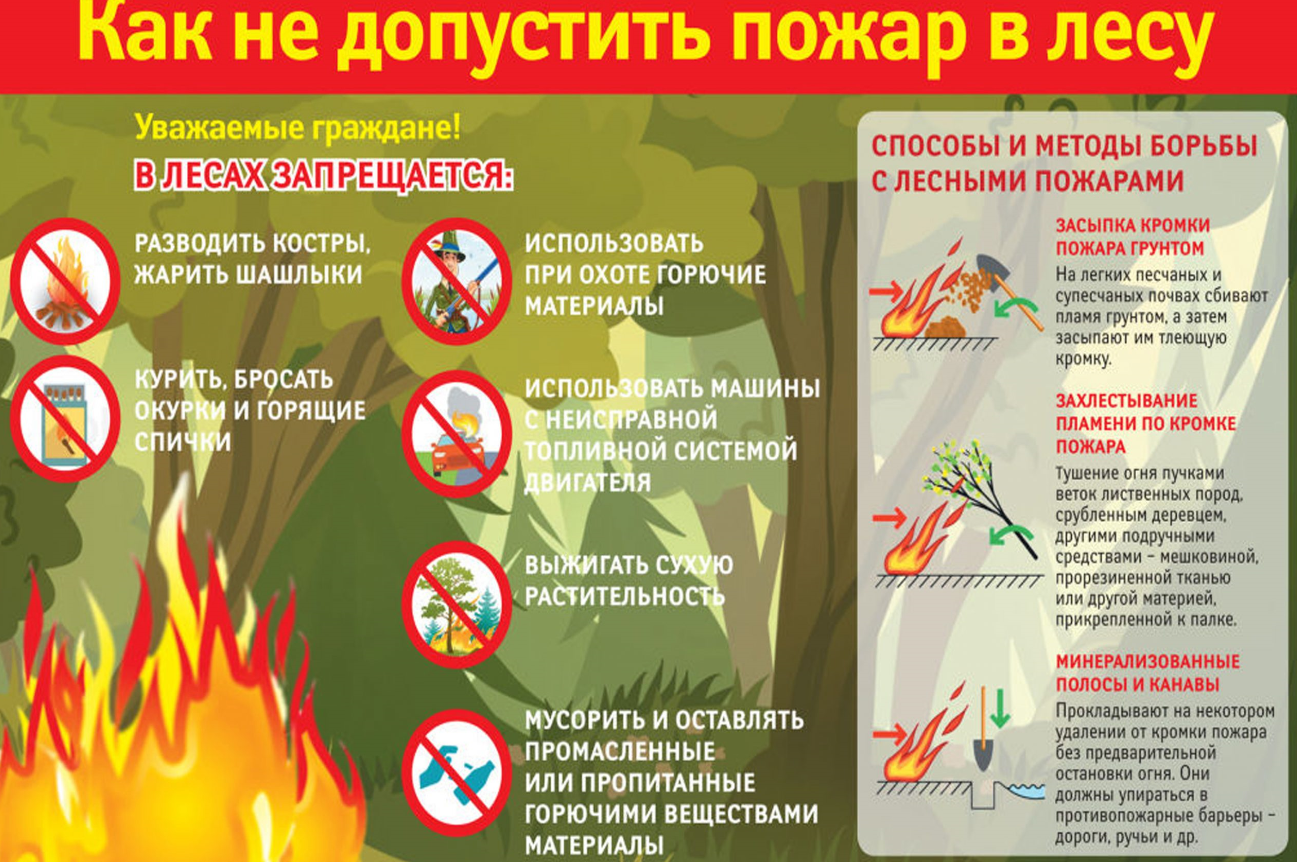 Как не допустить пожар в лесу
Уважаемые граждане!
В ЛЕСАХ ЗАПРЕЩАЕТСЯ:
РАЗВОДИТЬ КОСТРЫ,
ЖАРИТЬ ШАШЛЫКИ
КУРИТЬ, БРОСАТЬ
ОКУРКИ И ГОРЯЩИЕ
СПИЧКИ
ИСПОЛЬЗОВАТЬ
ПРИ ОХОТЕ ГОРЮЧИЕ
МАТЕРИАЛЫ
ИСПОЛЬЗОВАТЬ МАШИНЫ
С НЕИСПРАВНОЙ
ТОПЛИВНОЙ СИСТЕМОЙ
ДВИГАТЕЛЯ
ВЫЖИГАТЬ СУХУЮ
РАСТИТЕЛЬНОСТЬ
МУСОРИТЬ И ОСТАВЛЯТЬ
ПРОМАСЛЕННЫЕ
ИЛИ ПРОПИТАННЫЕ
ГОРЮЧИМИ ВЕЩЕСТВАМИ
МАТЕРИАЛЫ
СПОСОБЫ И МЕТОДЫ БОРЬБЫ
С ЛЕСНЫМИ ПОЖАРАМИ
ЗАСЫПКА КРОМКИ
ПОЖАРА ГРУНТОМ
На легких песчаных и
супесчаных почвах сбивают
пламя грунтом, а затем
засыпают им тлеющую
кромку.
ЗАХЛЕСТЫВАНИЕ
ПЛАМЕНИ ПО КРОМКЕ
ПОЖАРА
Тушение огня пучками
веток лиственных пород,
срубленным деревцем,
другими подручными
средствами – мешковиной,
прорезиненной тканью
или другой материей,
прикрепленной к палке.
МИНЕРАЛИЗОВАННЫЕ
ПОЛОСЫ И КАНАВЫ
Прокладывают на некотором
удалении от кромки пожара
без предварительной
остановки огня. Они
должны упираться в
противопожарные барьеры –
дороги, ручьи и др.